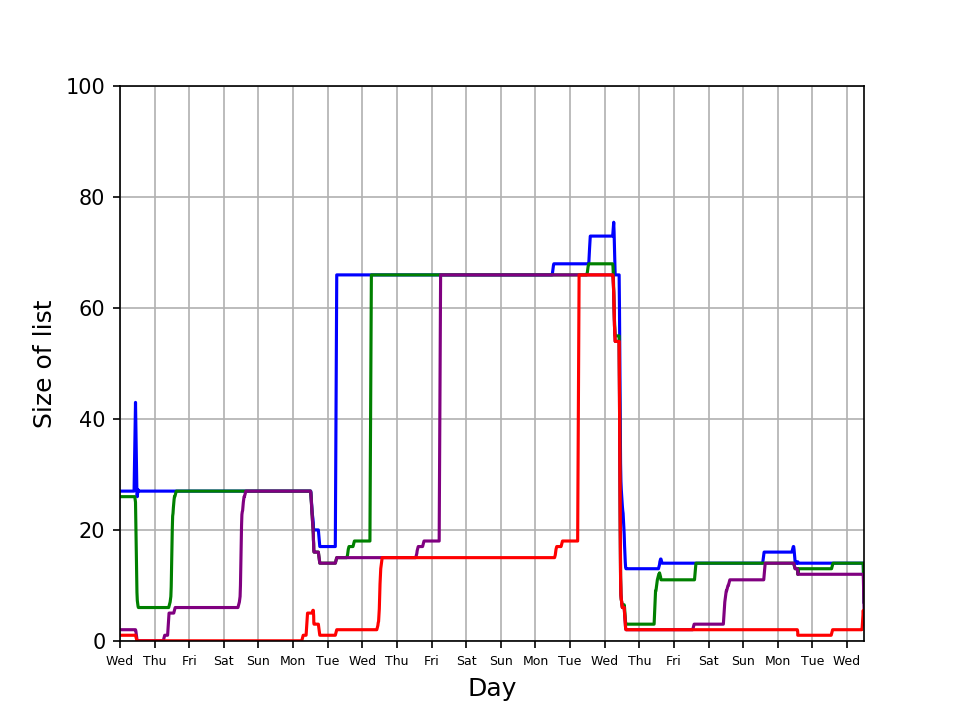 100
80
60
40
20
0
Size of list
Wed Thu Fri Sat Sun Mon Tue Wed Thu Fri Sat Sun Mon Tue Wed Thu Fri Sat Sun Mon Tue Wed
Day